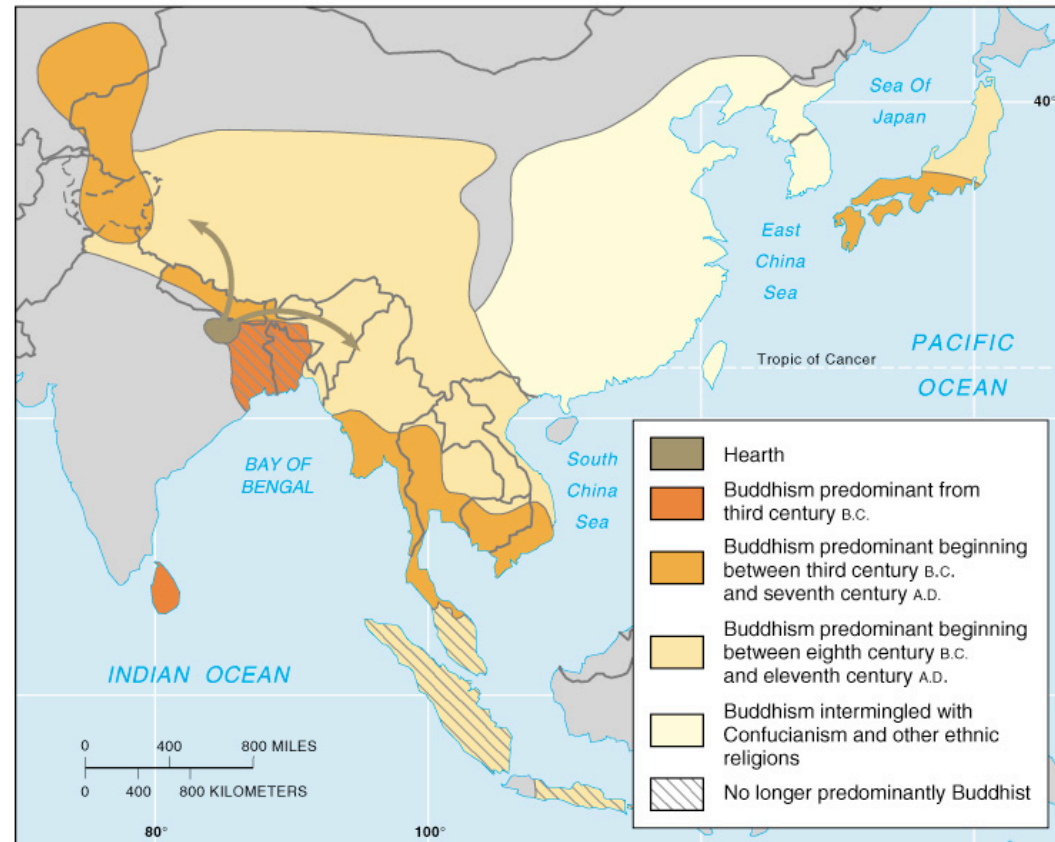 Sea Of
Japan
40°
East
China
Sea
PACIFIC
OCEAN
Tropic of Cancer
BAY OF
BENGAL
South
China
Sea
INDIAN OCEAN
0 400 800 MILES
0 400 800 KILOMETERS
80°
100°
Hearth
Buddhism predominant from
third century B.C.
Buddhism predominant beginning
between third century B.C.
and seventh century A.D.
Buddhism predominant beginning
between eighth century B.C.
and eleventh century A.D.
Buddhism intermingled with
Confucianism and other ethnic
religions
No longer predominantly Buddhist